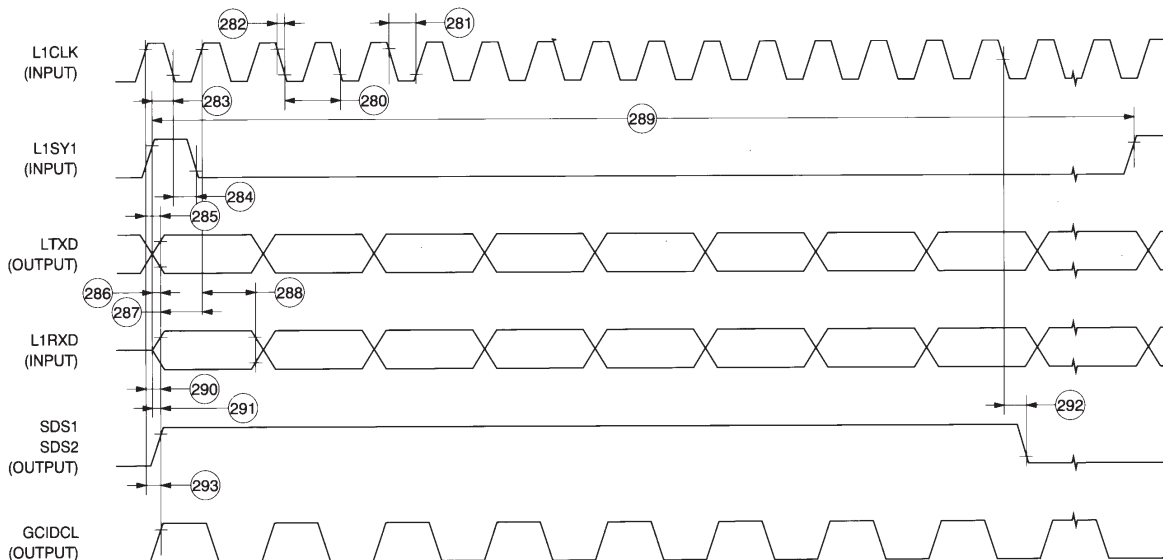 282
281
L1CLK
(INPUT)
283
280
289
L1SY1
(INPUT)
284
285
LTXD
(OUTPUT)
286
288
287
L1RXD
(INPUT)
290
291
292
SDS1
SDS2
(OUTPUT)
293
GCIDCL
(OUTPUT)